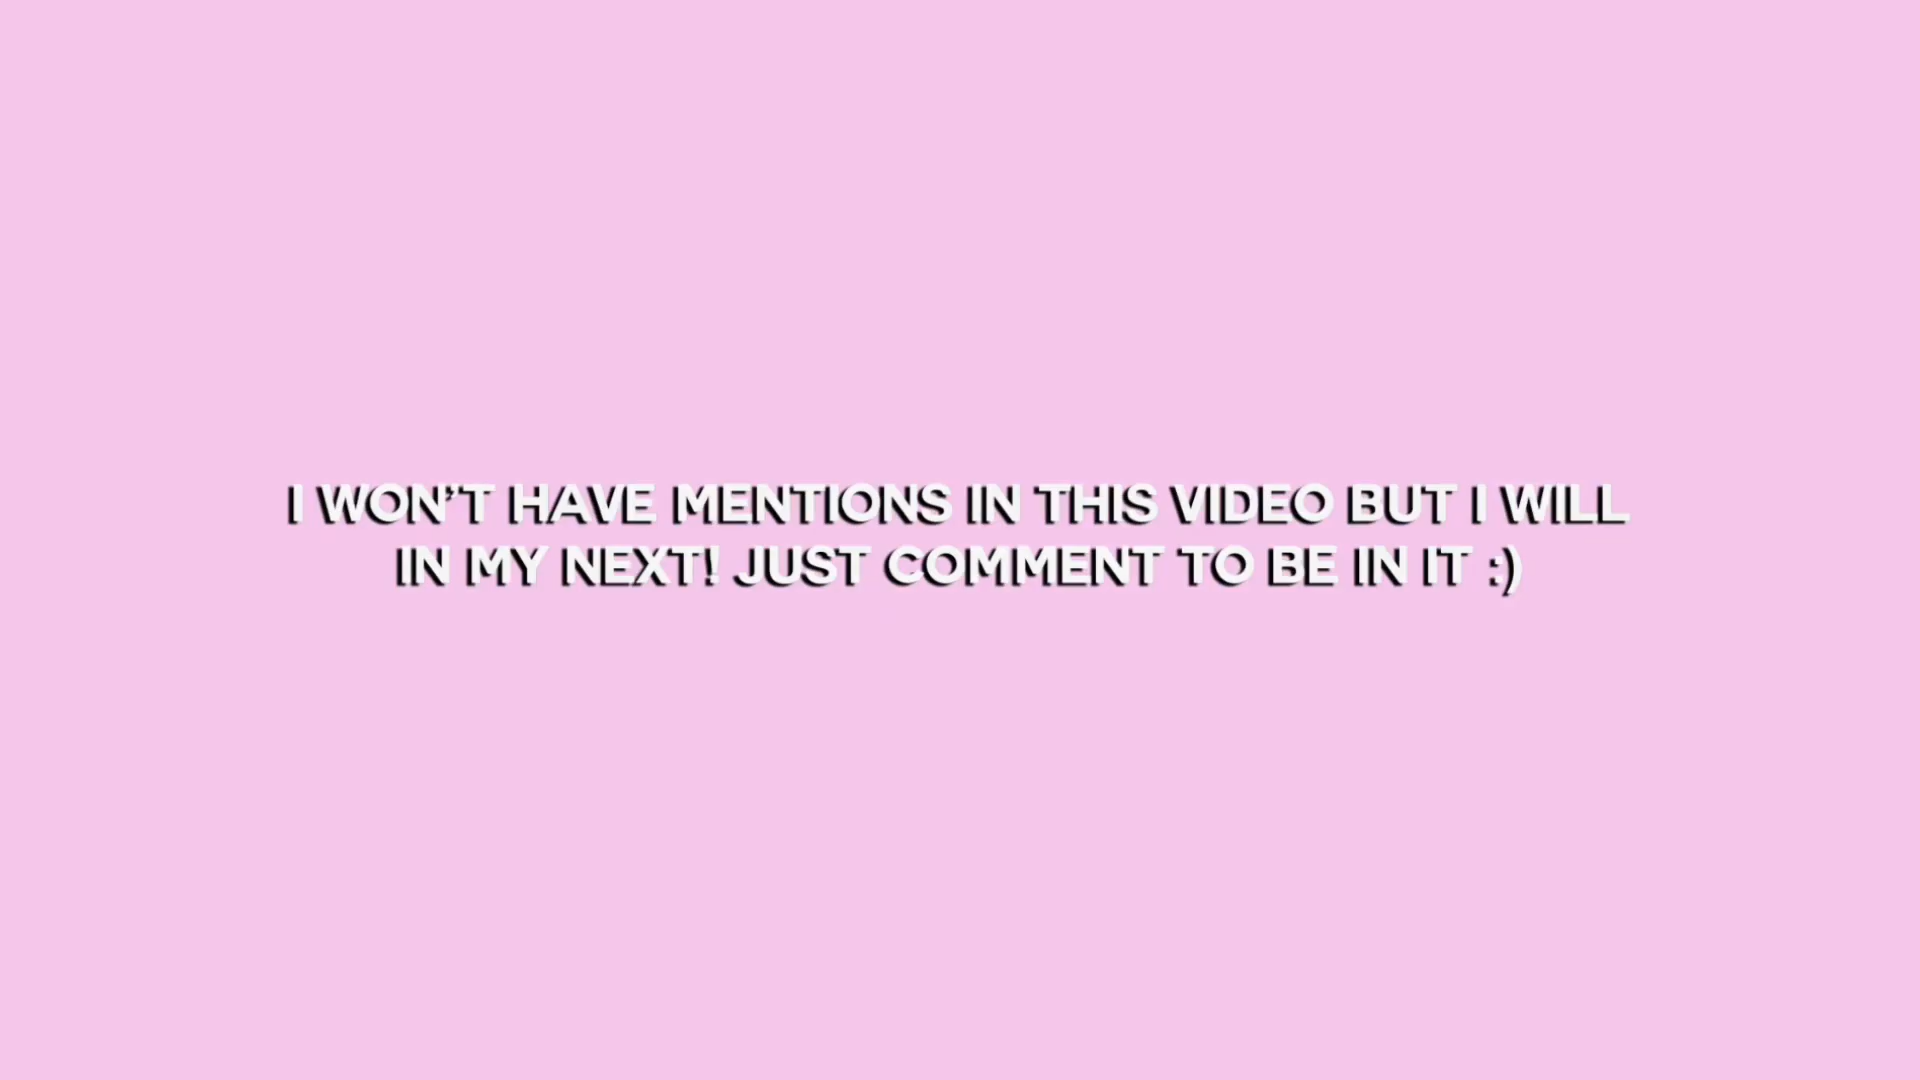 I WON'T HAVE MENTIONS IN THIS VIDEO BUT I WILL
IN MY NEXT! JUST COMMENT TO BE IN IT :)